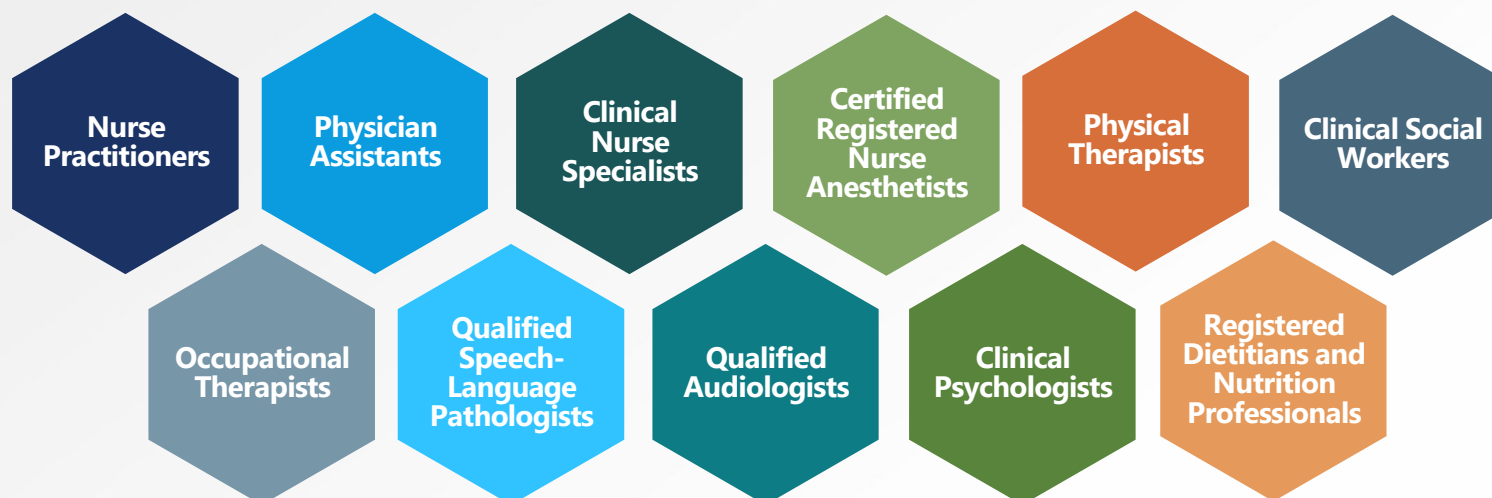 Nurse
Practitioners
Physician
Assistants
Clinical
Nurse
Specialists
Certified
Registered
Nurse
Anesthetists
Physical
Therapists
Clinical Social
Workers
Occupational
Therapists
Qualified
Speech-
Language
Pathologists
Qualified
Audiologists
Clinical
Psychologists
Registered
Dietitians and
Nutrition
Professionals